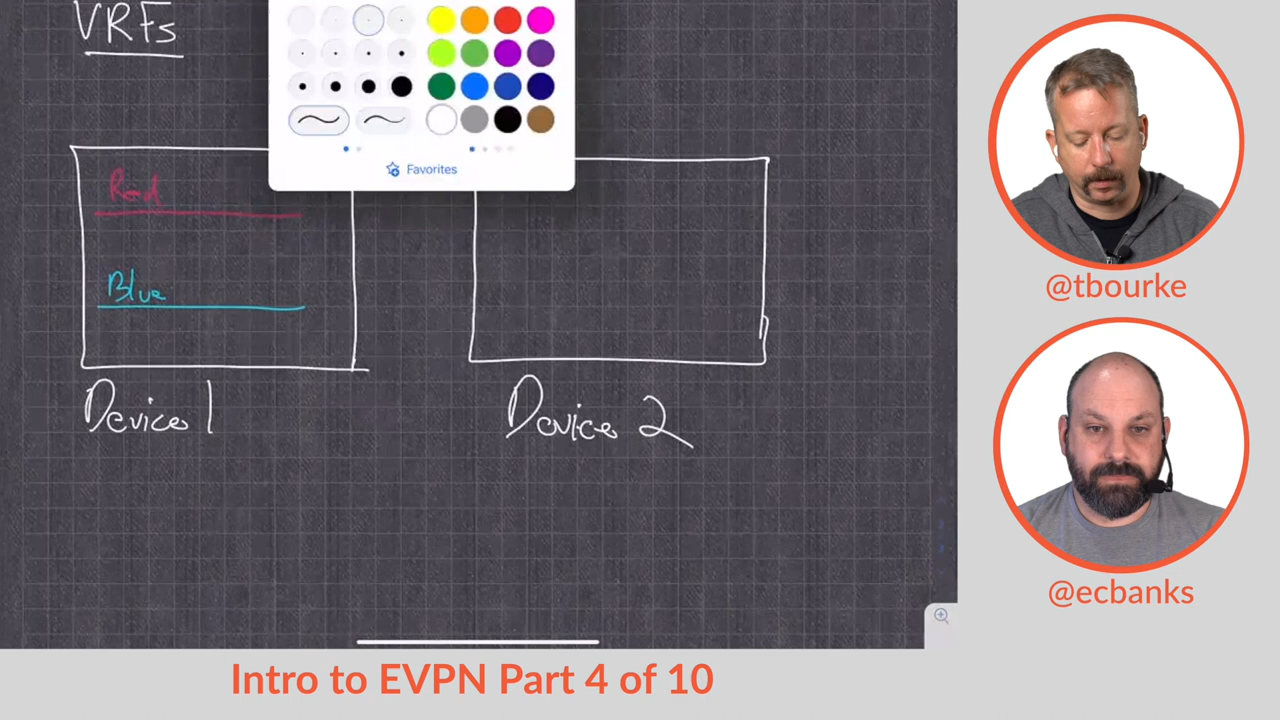 VRFs
Favorites
Red
Blue
Device 1
Device 2
@tbourke
@ecbanks
Intro to EVPN Part 4 of 10